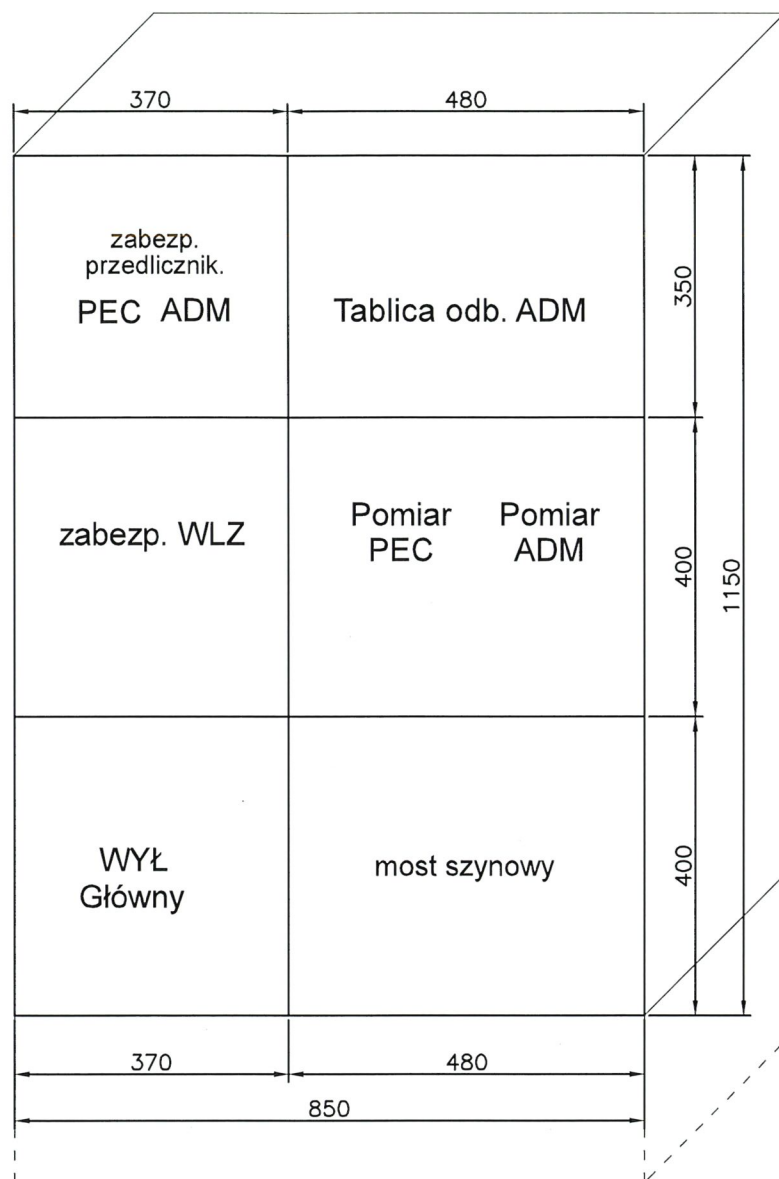 370
480
zabezp.
przedlicznik.
PEC ADM
Tablica odb. ADM
350
zabezp. WLZ
Pomiar
PEC
Pomiar
ADM
400
1150
WYŁ
Główny
most szynowy
400
370
480
850